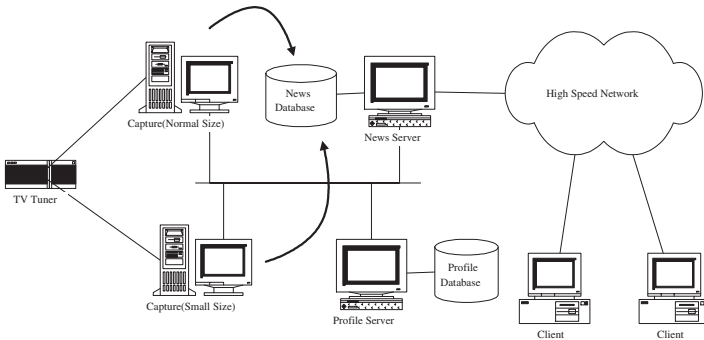 News
Database
High Speed Network
Capture(Normal Size)
News Server
TV Tuner
Profile
Database
Capture(Small Size)
Profile Server
Client
Client